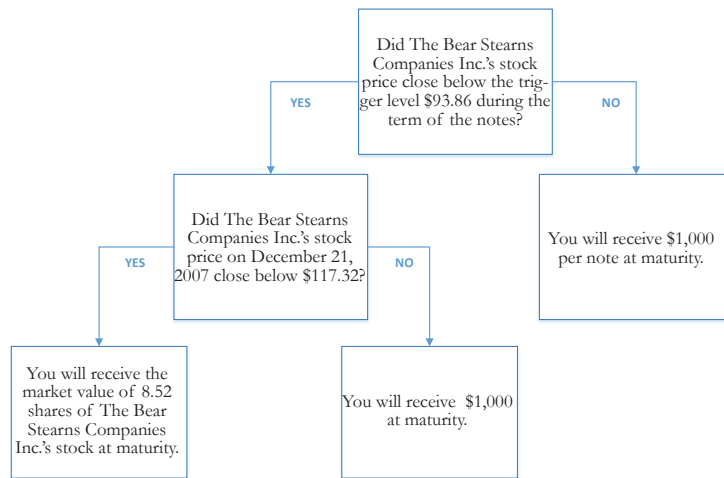 Did The Bear Stearns
Companies Inc.'s stock
price close below the trig-
ger level $93.86 during the
term of the notes?
YES
NO
Did The Bear Stearns
Companies Inc.'s stock
price on December 21,
2007 close below $117.32?
You will receive $1,000
per note at maturity.
YES
NO
You will receive the
market value of 8.52
shares of The Bear
Stearns Companies
Inc.'s stock at maturity.
You will receive $1,000
at maturity.